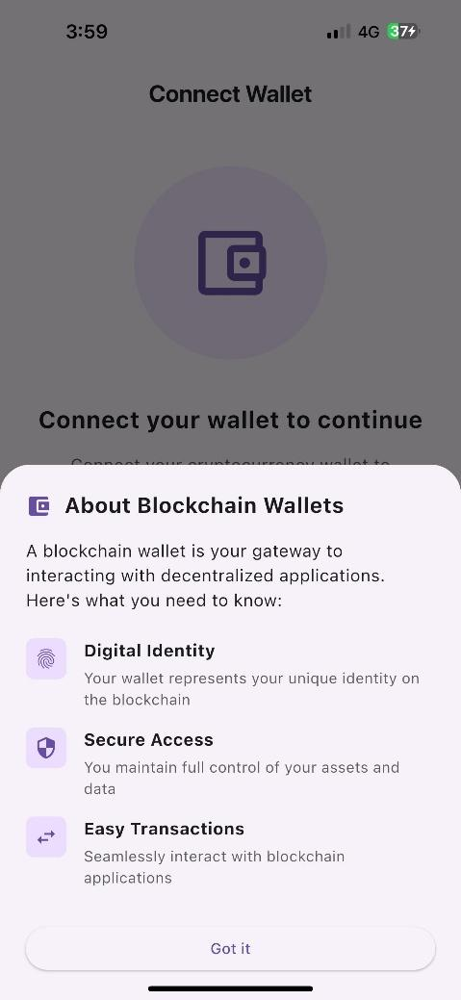 3:59 4G 37
Connect Wallet
Connect your wallet to continue
Connect your cryptocurrency wallet to
About Blockchain Wallets
A blockchain wallet is your gateway to
interacting with decentralized applications.
Here's what you need to know:
Digital Identity
Your wallet represents your unique identity on
the blockchain
Secure Access
You maintain full control of your assets and
data
Easy Transactions
Seamlessly interact with blockchain
applications
Got it